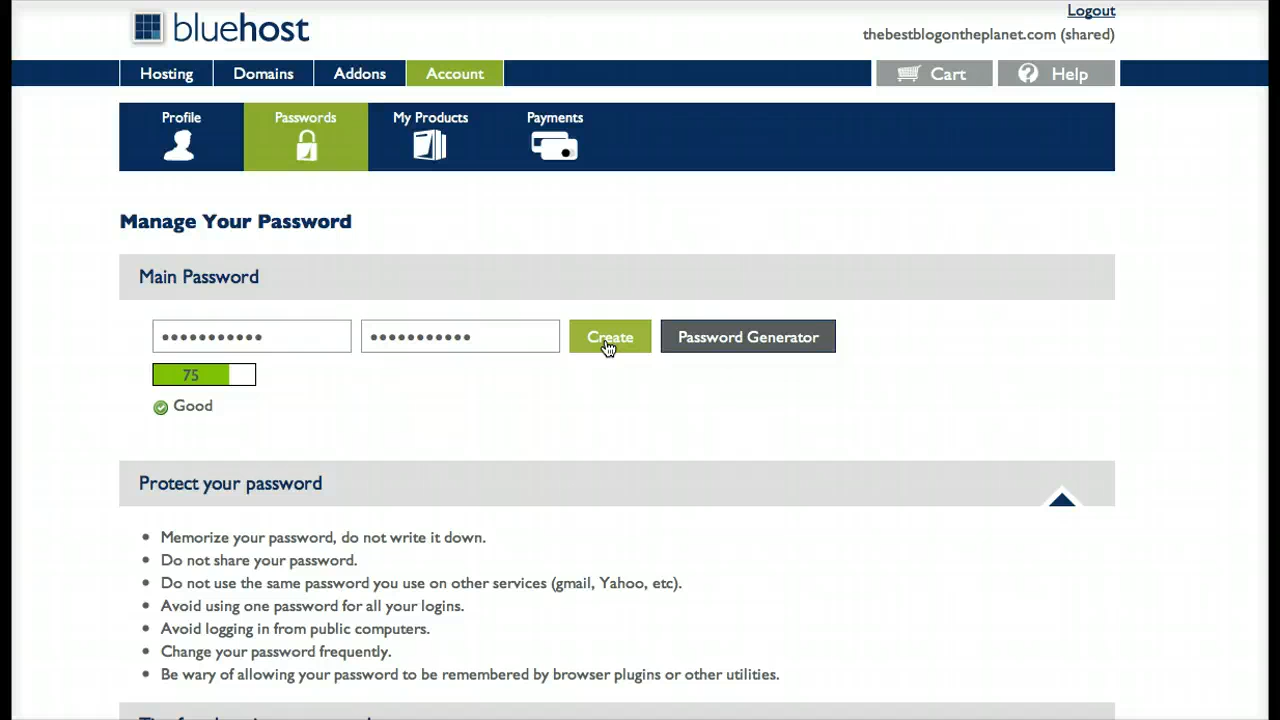 Logout
bluehost
thebestblogontheplanet.com (shared)
Hosting Domains Addons Account Cart Help
Profile Passwords My Products Payments
Manage Your Password
Main Password
••••••••••• ••••••••••• Create Password Generator
75
Good
Protect your password
• Memorize your password, do not write it down.
• Do not share your password.
• Do not use the same password you use on other services (gmail, Yahoo, etc).
• Avoid using one password for all your logins.
• Avoid logging in from public computers.
• Change your password frequently.
• Be wary of allowing your password to be remembered by browser plugins or other utilities.